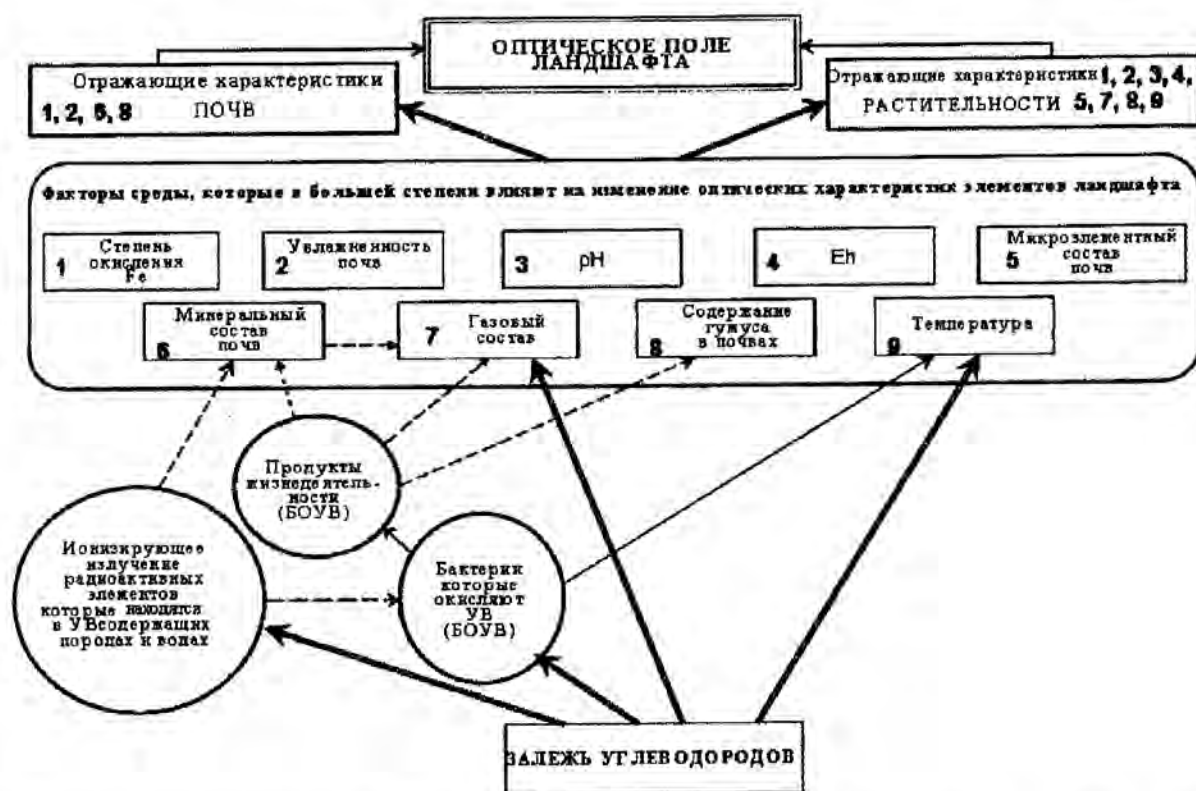 ОПТИЧЕСКОЕ ПОЛЕ
ЛАНДШАФТА
Отражающие характеристики
1, 2, 6, 8 ПОЧВ
Отражающие характеристики 1, 2, 3, 4,
РАСТИТЕЛЬНОСТИ 5, 7, 8, 9
Факторы среды, которые в большей степени влияют на изменение оптических характеристик элементов ландшафта
1 Степень
окисления
Fe
2 Увлажненность
почв
3 pH
4 Eh
5 Микроэлементный
состав
почв
6 Минеральный
состав
почв
7 Газовый
состав
8 Содержание
гумуса
в почвах
9 Температура
Продукты
жизнедеятель-
ности
(БОУВ)
Ионизирующее
излучение
радиоактивных
элементов
которые находятся
в УВсодержащих
породах и водах
Бактерии
которые
окисляют
УВ
(БОУВ)
ЗАЛЕЖЬ УГЛЕВОДОРОДОВ